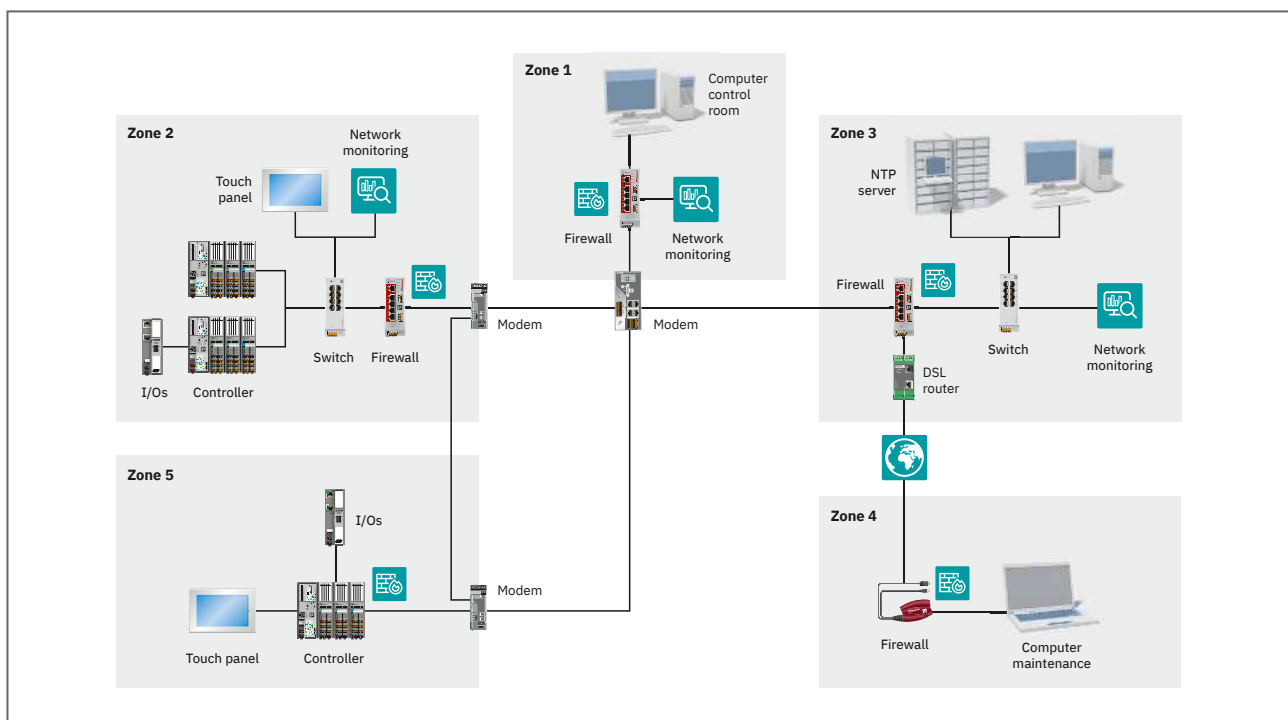 Zone 1
Computer
control
room
Firewall
Network
monitoring
Modem
Zone 2
Network
monitoring
Touch
panel
Switch
Firewall
Modem
I/Os
Controller
Zone 3
NTP
server
Firewall
Switch
Network
monitoring
DSL
router
Zone 5
I/Os
Modem
Touch panel
Controller
Zone 4
Firewall
Computer
maintenance